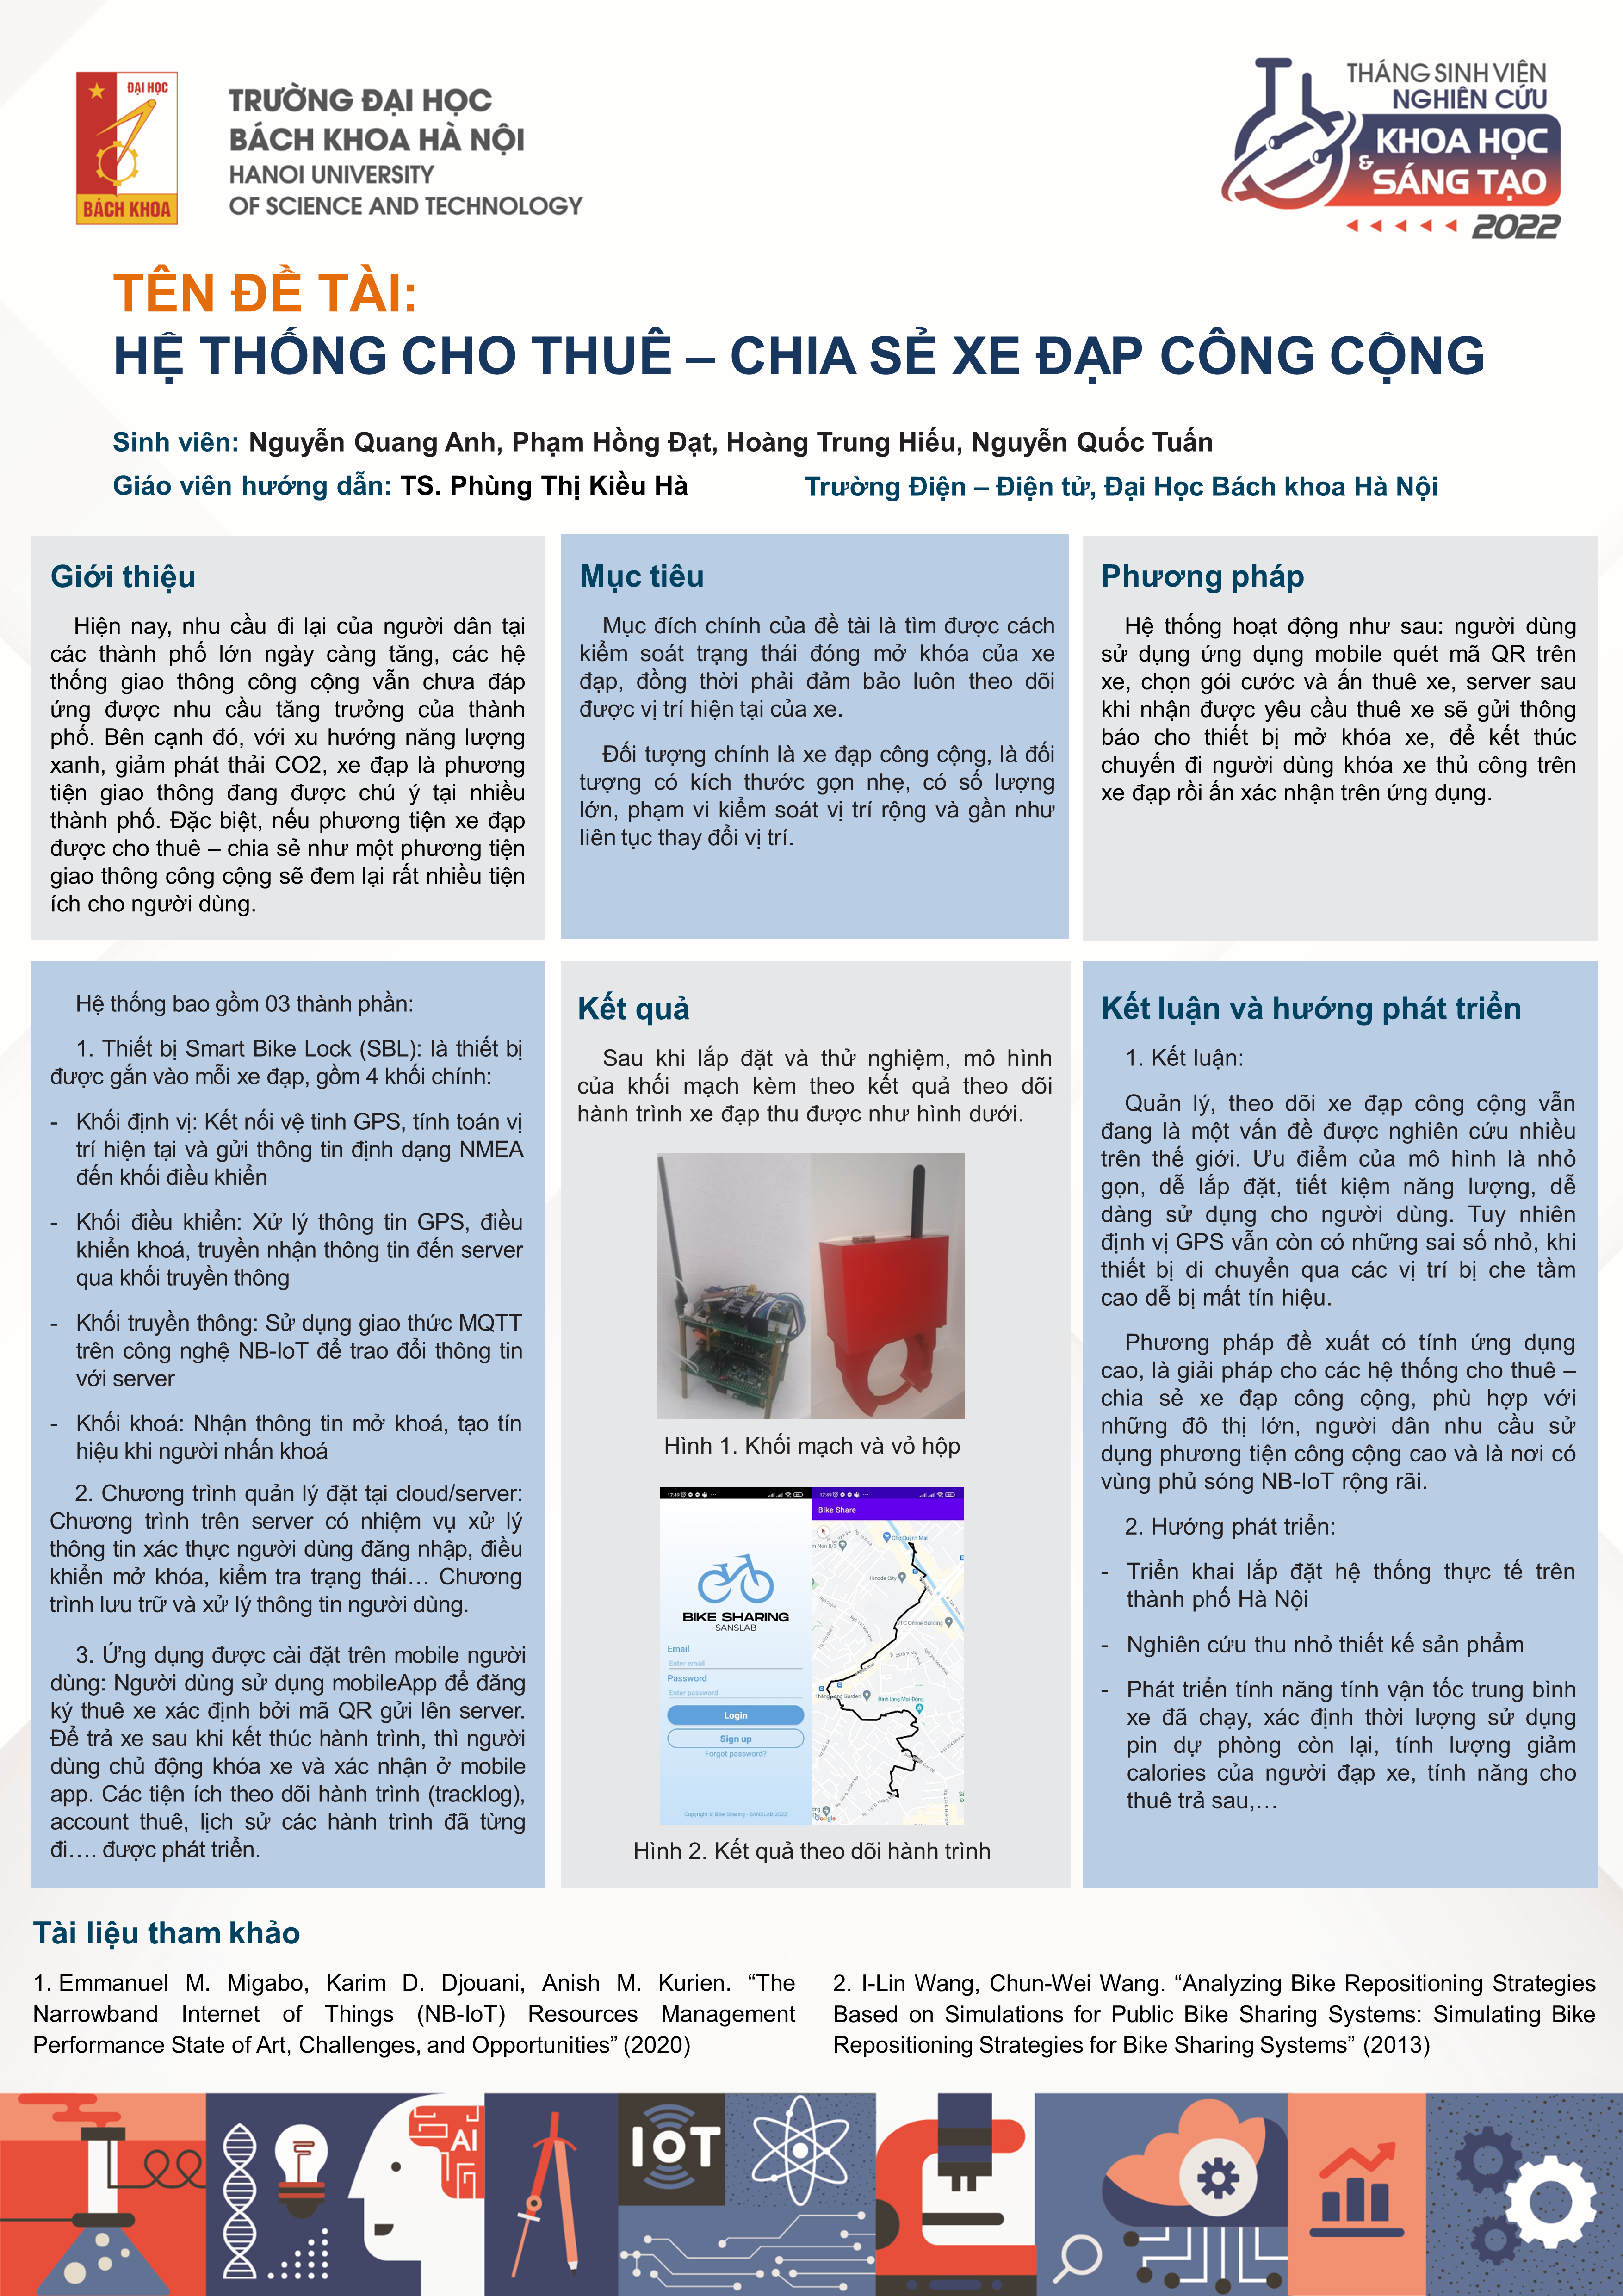 ĐẠI HỌC
BÁCH KHOA
TRƯỜNG ĐẠI HỌC
BÁCH KHOA HÀ NỘI
HANOI UNIVERSITY
OF SCIENCE AND TECHNOLOGY
THÁNG SINH VIÊN
NGHIÊN CỨU
KHOA HỌC
&
SÁNG TẠO
2022
TÊN ĐỀ TÀI:
HỆ THỐNG CHO THUÊ – CHIA SẺ XE ĐẠP CÔNG CỘNG
Sinh viên: Nguyễn Quang Anh, Phạm Hồng Đạt, Hoàng Trung Hiếu, Nguyễn Quốc Tuấn
Giáo viên hướng dẫn: TS. Phùng Thị Kiều Hà
Trường Điện – Điện tử, Đại Học Bách khoa Hà Nội
Giới thiệu
Hiện nay, nhu cầu đi lại của người dân tại
các thành phố lớn ngày càng tăng, các hệ
thống giao thông công cộng vẫn chưa đáp
ứng được nhu cầu tăng trưởng của thành
phố. Bên cạnh đó, với xu hướng năng lượng
xanh, giảm phát thải CO2, xe đạp là phương
tiện giao thông đang được chú ý tại nhiều
thành phố. Đặc biệt, nếu phương tiện xe đạp
được cho thuê – chia sẻ như một phương tiện
giao thông công cộng sẽ đem lại rất nhiều tiện
ích cho người dùng.
Mục tiêu
Mục đích chính của đề tài là tìm được cách
kiểm soát trạng thái đóng mở khóa của xe
đạp, đồng thời phải đảm bảo luôn theo dõi
được vị trí hiện tại của xe.
Đối tượng chính là xe đạp công cộng, là đối
tượng có kích thước gọn nhẹ, có số lượng
lớn, phạm vi kiểm soát vị trí rộng và gần như
liên tục thay đổi vị trí.
Phương pháp
Hệ thống hoạt động như sau: người dùng
sử dụng ứng dụng mobile quét mã QR trên
xe, chọn gói cước và ấn thuê xe, server sau
khi nhận được yêu cầu thuê xe sẽ gửi thông
báo cho thiết bị mở khóa xe, để kết thúc
chuyến đi người dùng khóa xe thủ công trên
xe đạp rồi ấn xác nhận trên ứng dụng.
Hệ thống bao gồm 03 thành phần:
1. Thiết bị Smart Bike Lock (SBL): là thiết bị
được gắn vào mỗi xe đạp, gồm 4 khối chính:
- Khối định vị: Kết nối vệ tinh GPS, tính toán vị
trí hiện tại và gửi thông tin định dạng NMEA
đến khối điều khiển
- Khối điều khiển: Xử lý thông tin GPS, điều
khiển khoá, truyền nhận thông tin đến server
qua khối truyền thông
- Khối truyền thông: Sử dụng giao thức MQTT
trên công nghệ NB-IoT để trao đổi thông tin
với server
- Khối khoá: Nhận thông tin mở khoá, tạo tín
hiệu khi người nhấn khoá
2. Chương trình quản lý đặt tại cloud/server:
Chương trình trên server có nhiệm vụ xử lý
thông tin xác thực người dùng đăng nhập, điều
khiển mở khóa, kiểm tra trạng thái… Chương
trình lưu trữ và xử lý thông tin người dùng.
3. Ứng dụng được cài đặt trên mobile người
dùng: Người dùng sử dụng mobileApp để đăng
ký thuê xe xác định bởi mã QR gửi lên server.
Để trả xe sau khi kết thúc hành trình, thì người
dùng chủ động khóa xe và xác nhận ở mobile
app. Các tiện ích theo dõi hành trình (tracklog),
account thuê, lịch sử các hành trình đã từng
đi…. được phát triển.
Kết quả
Sau khi lắp đặt và thử nghiệm, mô hình
của khối mạch kèm theo kết quả theo dõi
hành trình xe đạp thu được như hình dưới.
Hình 1. Khối mạch và vỏ hộp
17:49
BIKE SHARING
SANSLAB
Email
Enter email
Password
Enter password
Login
Sign up
Forgot password?
Copyright © Bike Sharing - SANSLAB 2022
17:49
Bike Share
Chợ Quỳnh Mai
Hinode City
VTC Online Building
Thăng Long Garden
Đầm làng Mai Động
Google
Hình 2. Kết quả theo dõi hành trình
Kết luận và hướng phát triển
1. Kết luận:
Quản lý, theo dõi xe đạp công cộng vẫn
đang là một vấn đề được nghiên cứu nhiều
trên thế giới. Ưu điểm của mô hình là nhỏ
gọn, dễ lắp đặt, tiết kiệm năng lượng, dễ
dàng sử dụng cho người dùng. Tuy nhiên
định vị GPS vẫn còn có những sai số nhỏ, khi
thiết bị di chuyển qua các vị trí bị che tầm
cao dễ bị mất tín hiệu.
Phương pháp đề xuất có tính ứng dụng
cao, là giải pháp cho các hệ thống cho thuê –
chia sẻ xe đạp công cộng, phù hợp với
những đô thị lớn, người dân nhu cầu sử
dụng phương tiện công cộng cao và là nơi có
vùng phủ sóng NB-IoT rộng rãi.
2. Hướng phát triển:
- Triển khai lắp đặt hệ thống thực tế trên
thành phố Hà Nội
- Nghiên cứu thu nhỏ thiết kế sản phẩm
- Phát triển tính năng tính vận tốc trung bình
xe đã chạy, xác định thời lượng sử dụng
pin dự phòng còn lại, tính lượng giảm
calories của người đạp xe, tính năng cho
thuê trả sau,…
Tài liệu tham khảo
1. Emmanuel M. Migabo, Karim D. Djouani, Anish M. Kurien. “The
Narrowband Internet of Things (NB-IoT) Resources Management
Performance State of Art, Challenges, and Opportunities” (2020)
2. I-Lin Wang, Chun-Wei Wang. “Analyzing Bike Repositioning Strategies
Based on Simulations for Public Bike Sharing Systems: Simulating Bike
Repositioning Strategies for Bike Sharing Systems” (2013)
AI
IoT